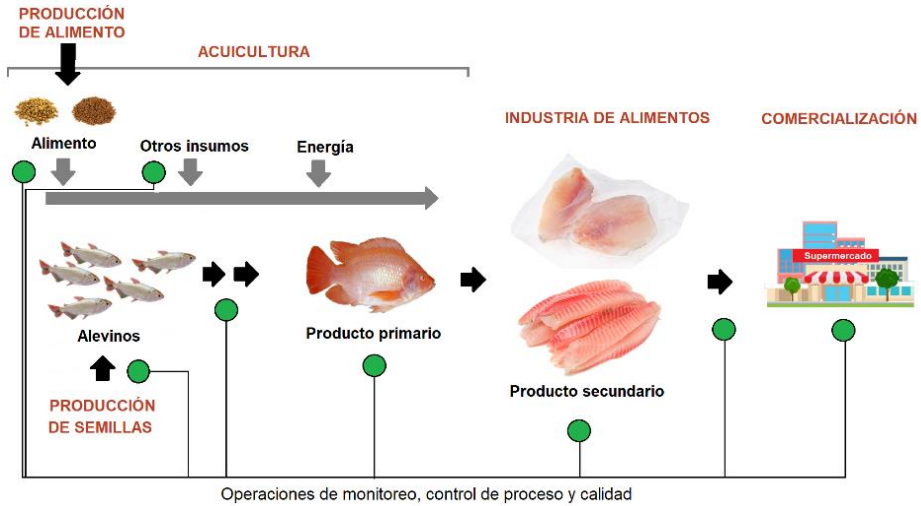 PRODUCCIÓN
DE ALIMENTO
ACUICULTURA
INDUSTRIA DE ALIMENTOS
COMERCIALIZACIÓN
Alimento
Otros insumos
Energía
Supermercado
Alevinos
Producto primario
Producto secundario
PRODUCCIÓN
DE SEMILLAS
Operaciones de monitoreo, control de proceso y calidad